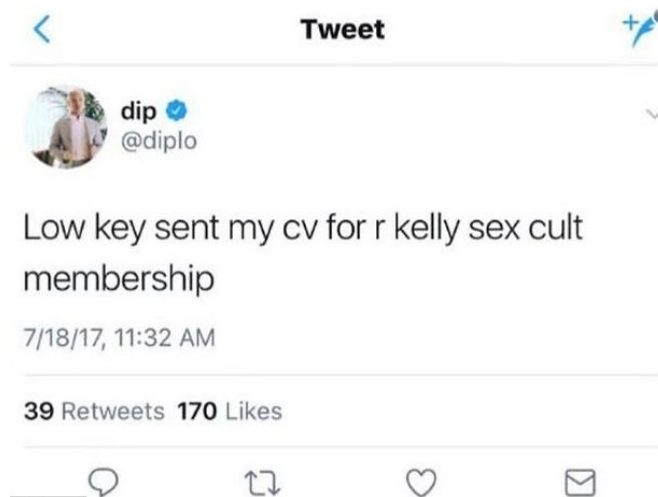 Tweet
dip
@diplo
Low key sent my cv for r kelly sex cult
membership
7/18/17, 11:32 AM
39 Retweets 170 Likes